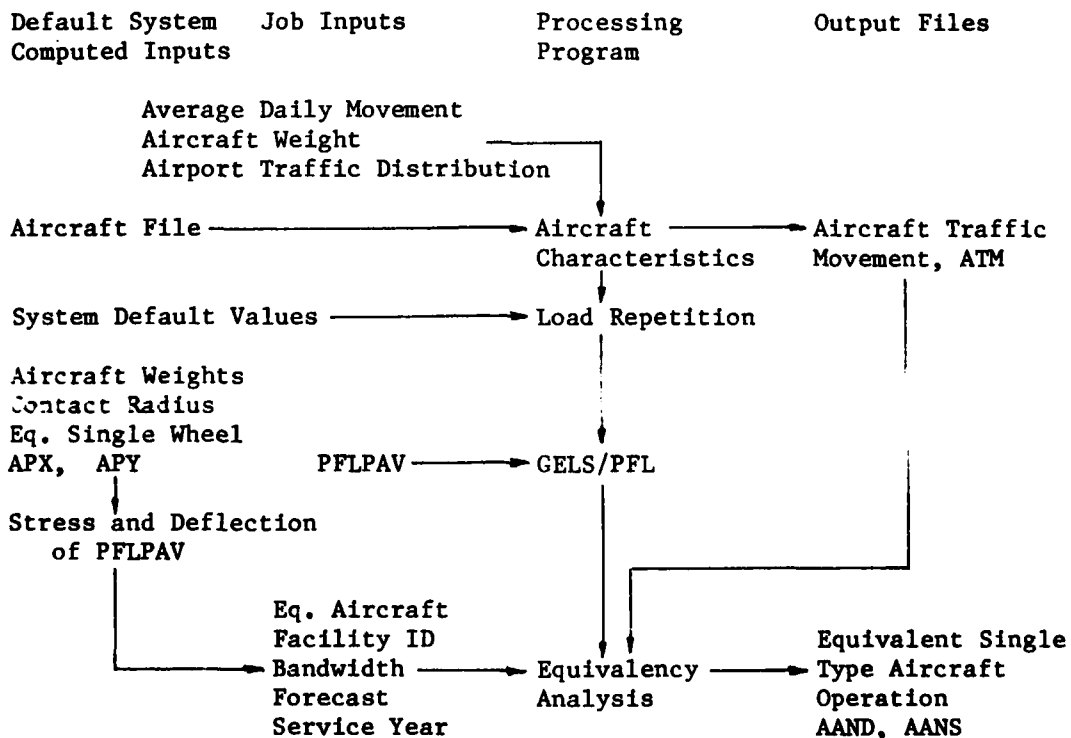 Default System Job Inputs Processing Output Files
Computed Inputs Program
Average Daily Movement
Aircraft Weight
Airport Traffic Distribution
Aircraft File Aircraft Aircraft Traffic
Characteristics Movement, ATM
System Default Values Load Repetition
Aircraft Weights
Contact Radius
Eq. Single Wheel
APX, APY PFLPAV GELS/PFL
Stress and Deflection
of PFLPAV
Eq. Aircraft
Facility ID Equivalent Single
Bandwidth Equivalency Type Aircraft
Forecast Analysis Operation
Service Year AAND, AANS